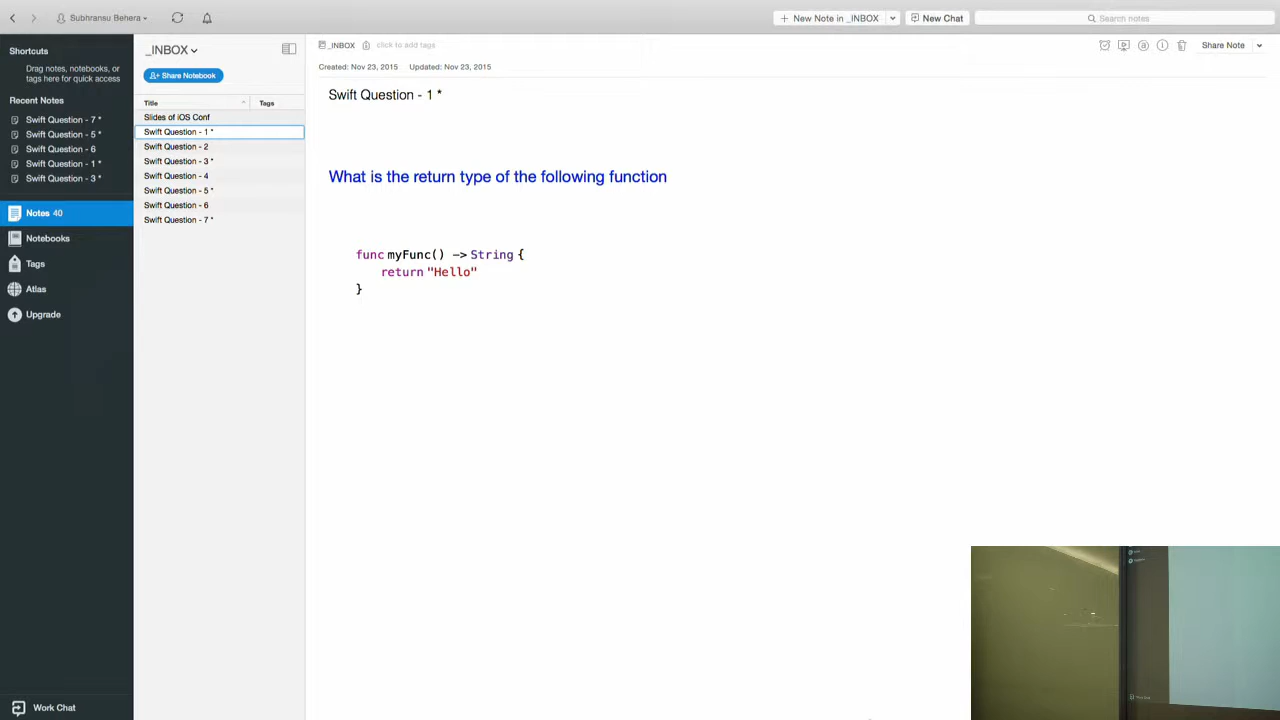 Subhransu Behera
New Note in _INBOX
New Chat
Search notes
Shortcuts
Drag notes, notebooks, or
tags here for quick access
Recent Notes
Swift Question - 7 *
Swift Question - 5 *
Swift Question - 6
Swift Question - 1 *
Swift Question - 3 *
Notes 40
Notebooks
Tags
Atlas
Upgrade
Work Chat
_INBOX
Share Notebook
Title Tags
Slides of iOS Conf
Swift Question - 1 *
Swift Question - 2
Swift Question - 3 *
Swift Question - 4
Swift Question - 5 *
Swift Question - 6
Swift Question - 7 *
_INBOX click to add tags
Share Note
Created: Nov 23, 2015 Updated: Nov 23, 2015
Swift Question - 1 *
What is the return type of the following function
func myFunc() -> String {
return "Hello"
}